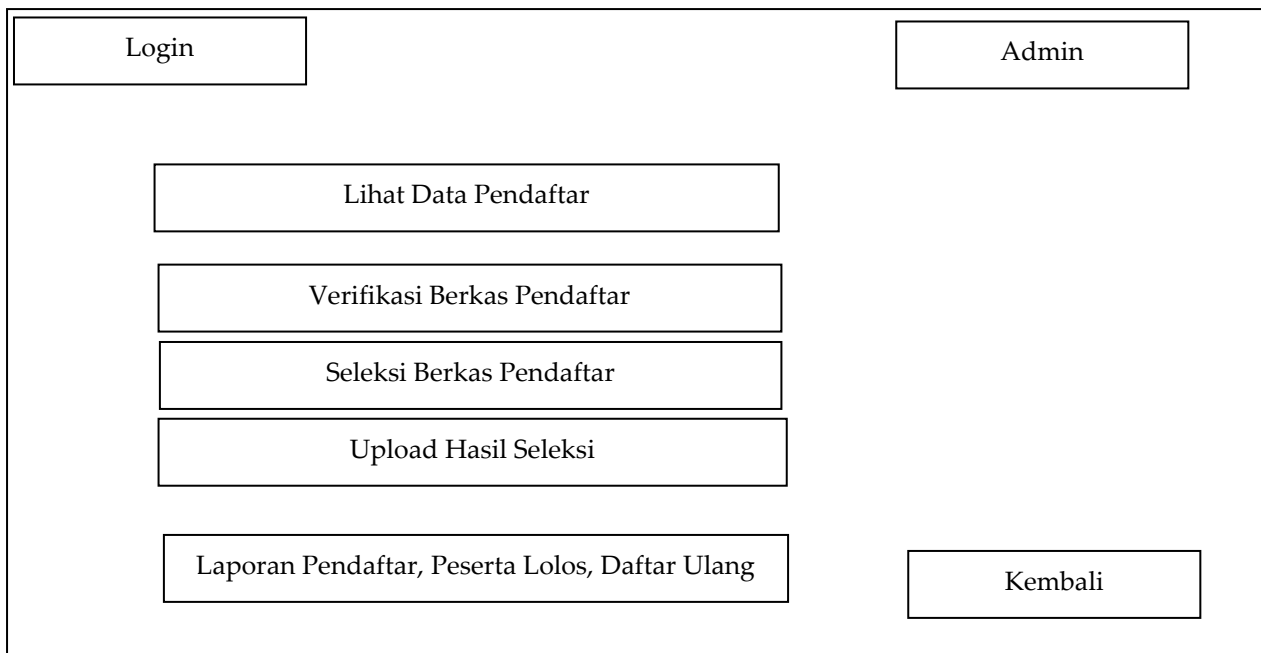 Login
Admin
Lihat Data Pendaftar
Verifikasi Berkas Pendaftar
Seleksi Berkas Pendaftar
Upload Hasil Seleksi
Laporan Pendaftar, Peserta Lolos, Daftar Ulang
Kembali